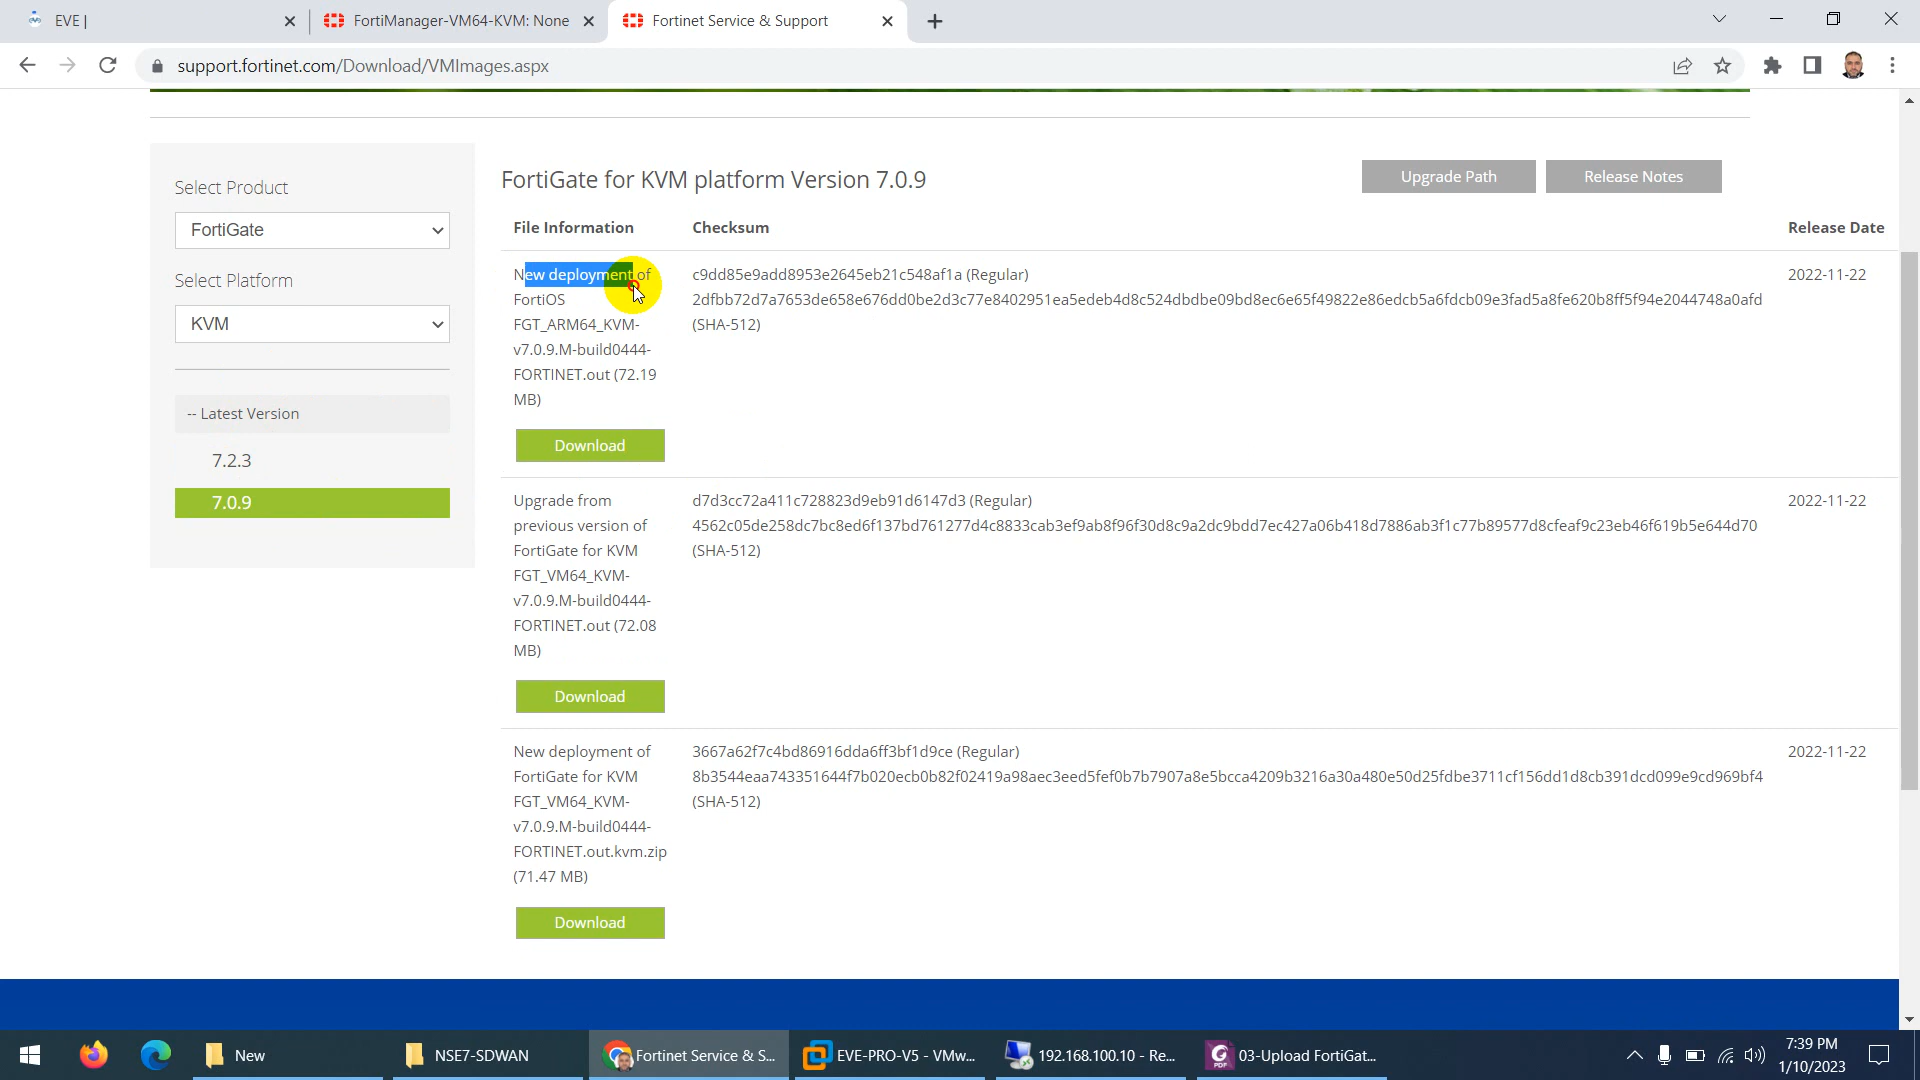 EVE |
FortiManager-VM64-KVM: None
Fortinet Service & Support
support.fortinet.com/Download/VMImages.aspx
Select Product
FortiGate
Select Platform
KVM
-- Latest Version
7.2.3
7.0.9
FortiGate for KVM platform Version 7.0.9
Upgrade Path
Release Notes
File Information
Checksum
Release Date
New deployment of
FortiOS
FGT_ARM64_KVM-
v7.0.9.M-build0444-
FORTINET.out (72.19
MB)
c9dd85e9add8953e2645eb21c548af1a (Regular)
2dfbb72d7a7653de658e676dd0be2d3c77e8402951ea5edeb4d8c524dbdbe09bd8ec6e65f49822e86edcb5a6fdcb09e3fad5a8fe620b8ff5f94e2044748a0afd
(SHA-512)
2022-11-22
Download
Upgrade from
previous version of
FortiGate for KVM
FGT_VM64_KVM-
v7.0.9.M-build0444-
FORTINET.out (72.08
MB)
d7d3cc72a411c728823d9eb91d6147d3 (Regular)
4562c05de258dc7bc8ed6f137bd761277d4c8833cab3ef9ab8f96f30d8c9a2dc9bdd7ec427a06b418d7886ab3f1c77b89577d8cfeaf9c23eb46f619b5e644d70
(SHA-512)
2022-11-22
Download
New deployment of
FortiGate for KVM
FGT_VM64_KVM-
v7.0.9.M-build0444-
FORTINET.out.kvm.zip
(71.47 MB)
3667a62f7c4bd86916dda6ff3bf1d9ce (Regular)
8b3544eaa743351644f7b020ecb0b82f02419a98aec3eed5fef0b7b7907a8e5bcca4209b3216a30a480e50d25fdbe3711cf156dd1d8cb391dcd099e9cd969bf4
(SHA-512)
2022-11-22
Download
New
NSE7-SDWAN
Fortinet Service & S...
EVE-PRO-V5 - VMw...
192.168.100.10 - Re...
03-Upload FortiGat...
7:39 PM
1/10/2023